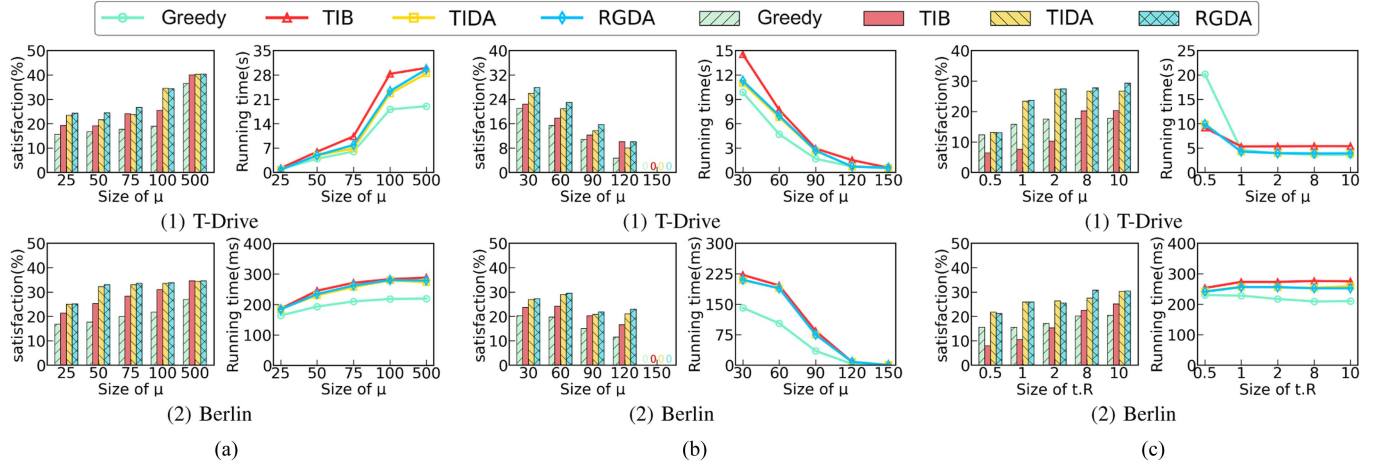 Greedy TIB TIDA RGDA Greedy TIB TIDA RGDA
satisfaction(%)
50
40
30
20
10
0
25 50 75 100 500
Size of μ
Running time(s)
35
28
21
14
7
0
25 50 75 100 500
Size of μ
(1) T-Drive
satisfaction(%)
40
32
24
16
8
0
0 0 0 0
30 60 90 120 150
Size of μ
Running time(s)
15
12
9
6
3
0
30 60 90 120 150
Size of μ
(1) T-Drive
satisfaction(%)
40
30
20
10
0
0.5 1 2 8 10
Size of μ
Running time(s)
25
20
15
10
5
0
0.5 1 2 8 10
Size of μ
(1) T-Drive
satisfaction(%)
50
40
30
20
10
0
25 50 75 100 500
Size of μ
Running time(ms)
400
300
200
100
0
25 50 75 100 500
Size of μ
(2) Berlin
satisfaction(%)
50
40
30
20
10
0
0 0 0 0
30 60 90 120 150
Size of μ
Running time(ms)
300
225
150
75
0
30 60 90 120 150
Size of μ
(2) Berlin
satisfaction(%)
50
40
30
20
10
0
0.5 1 2 8 10
Size of t.R
Running time(ms)
400
300
200
100
0
0.5 1 2 8 10
Size of t.R
(2) Berlin
(a) (b) (c)